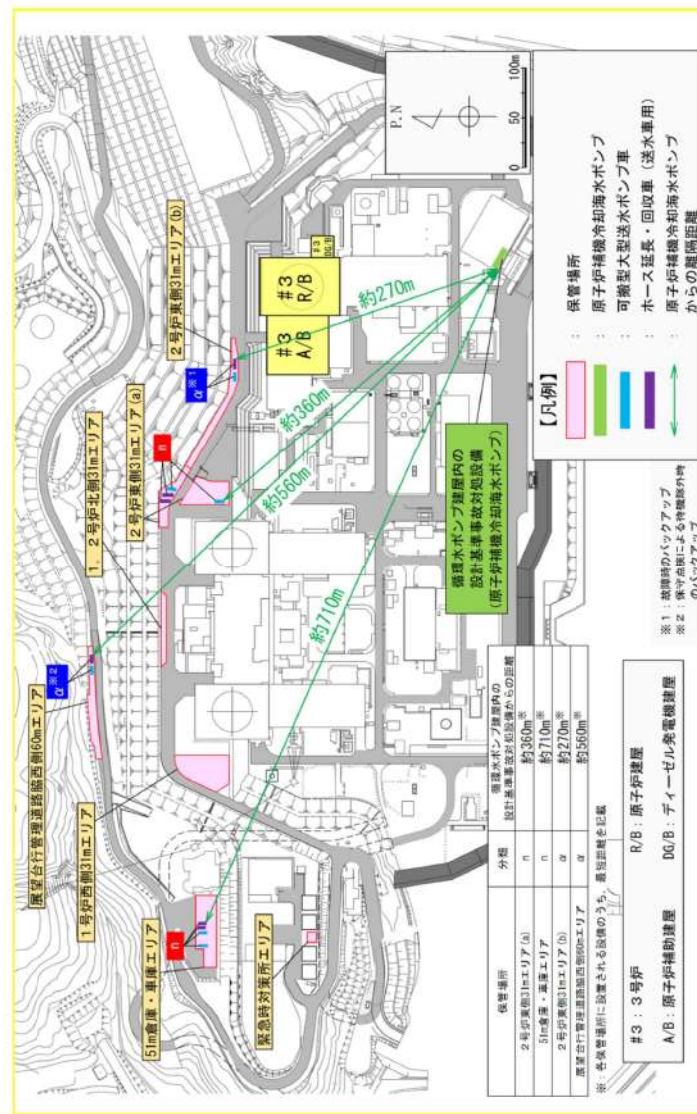 展望台行管理道路脇西側60mエリア
1号炉西側31mエリア
51m倉庫・車庫エリア
緊急時対策所エリア
1, 2号炉北側31mエリア
2号炉東側31mエリア(a)
2号炉東側31mエリア(b)
n
n
α※2
α※1
#3
A/B
#3
R/B
#3
DG/B
約270m
約360m
約560m
約710m
循環水ポンプ建屋内の
設計基準事故対処設備
(原子炉補機冷却海水ポンプ)
P.N
0 50 100m
【凡例】
： 保管場所
： 原子炉補機冷却海水ポンプ
： 可搬型大型送水ポンプ車
： ホース延長・回収車（送水車用）
： 原子炉補機冷却海水ポンプ
からの離隔距離
※1：故障時のバックアップ
※2：保守点検による待機除外時
のバックアップ
保管場所 分類 循環水ポンプ建屋内の
設計基準事故対処設備からの距離
2号炉東側31mエリア(a) n 約360m※
51m倉庫・車庫エリア n 約710m※
2号炉東側31mエリア(b) α 約270m※
展望台行管理道路脇西側60mエリア α 約560m※
※：各保管場所に設置される設備のうち，最短距離を記載
#3：3号炉 R/B：原子炉建屋
A/B：原子炉補助建屋 DG/B：ディーゼル発電機建屋